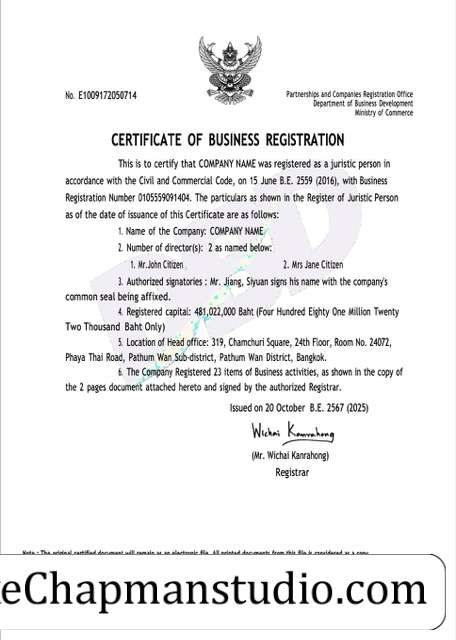 No. E1009172050714
Partnerships and Companies Registration Office
Department of Business Development
Ministry of Commerce
CERTIFICATE OF BUSINESS REGISTRATION
This is to certify that COMPANY NAME was registered as a juristic person in
accordance with the Civil and Commercial Code, on 15 June B.E. 2559 (2016), with Business
Registration Number 0105559091404. The particulars as shown in the Register of Juristic Person
as of the date of issuance of this Certificate are as follows:
1. Name of the Company: COMPANY NAME
2. Number of director(s): 2 as named below:
1. Mr.John Citizen 2. Mrs Jane Citizen
3. Authorized signatories : Mr. Jiang, Siyuan signs his name with the company's
common seal being affixed.
4. Registered capital: 481,022,000 Baht (Four Hundred Eighty One Million Twenty
Two Thousand Baht Only)
5. Location of Head office: 319, Chamchuri Square, 24th Floor, Room No. 24072,
Phaya Thai Road, Pathum Wan Sub-district, Pathum Wan District, Bangkok.
6. The Company Registered 23 items of Business activities, as shown in the copy of
the 2 pages document attached hereto and signed by the authorized Registrar.
Issued on 20 October B.E. 2567 (2025)
Wichai Kanrahong
(Mr. Wichai Kanrahong)
Registrar
Note : The original certified document will remain as an electronic file. All printed documents from this file is considered as a copy.
eChapmanstudio.com